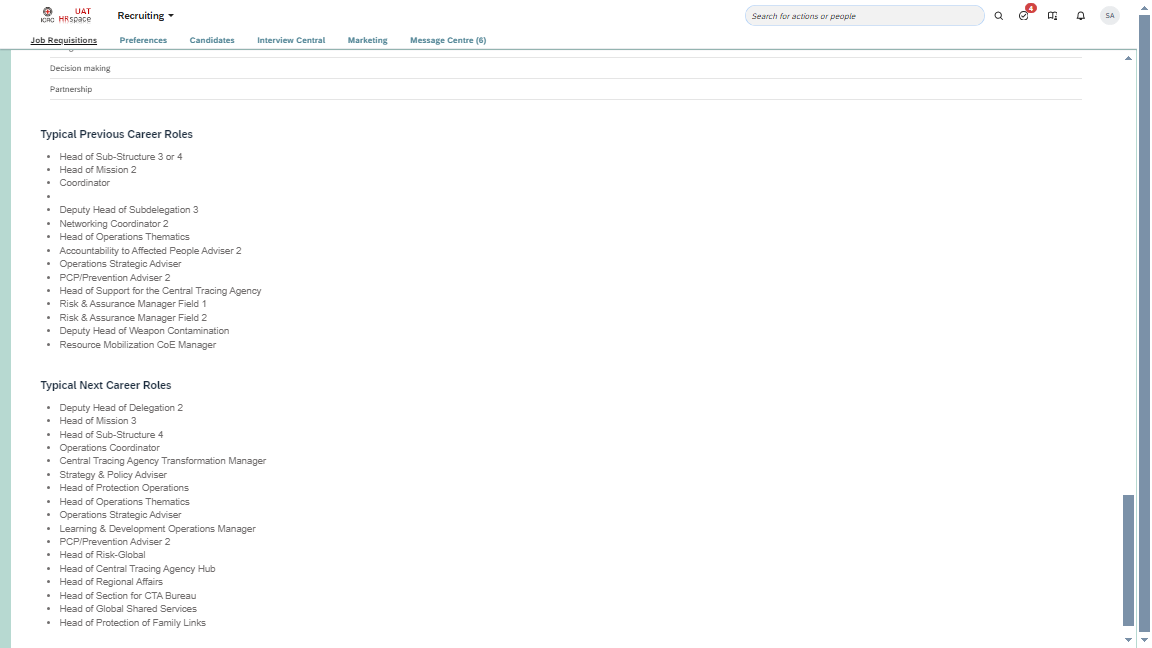 UAT
ICRC HRspace
Recruiting
Search for actions or people
4
SA
Job Requisitions
Preferences
Candidates
Interview Central
Marketing
Message Centre (6)
Decision making
Partnership
Typical Previous Career Roles
Head of Sub-Structure 3 or 4
Head of Mission 2
Coordinator
Deputy Head of Subdelegation 3
Networking Coordinator 2
Head of Operations Thematics
Accountability to Affected People Adviser 2
Operations Strategic Adviser
PCP/Prevention Adviser 2
Head of Support for the Central Tracing Agency
Risk & Assurance Manager Field 1
Risk & Assurance Manager Field 2
Deputy Head of Weapon Contamination
Resource Mobilization CoE Manager
Typical Next Career Roles
Deputy Head of Delegation 2
Head of Mission 3
Head of Sub-Structure 4
Operations Coordinator
Central Tracing Agency Transformation Manager
Strategy & Policy Adviser
Head of Protection Operations
Head of Operations Thematics
Operations Strategic Adviser
Learning & Development Operations Manager
PCP/Prevention Adviser 2
Head of Risk-Global
Head of Central Tracing Agency Hub
Head of Regional Affairs
Head of Section for CTA Bureau
Head of Global Shared Services
Head of Protection of Family Links